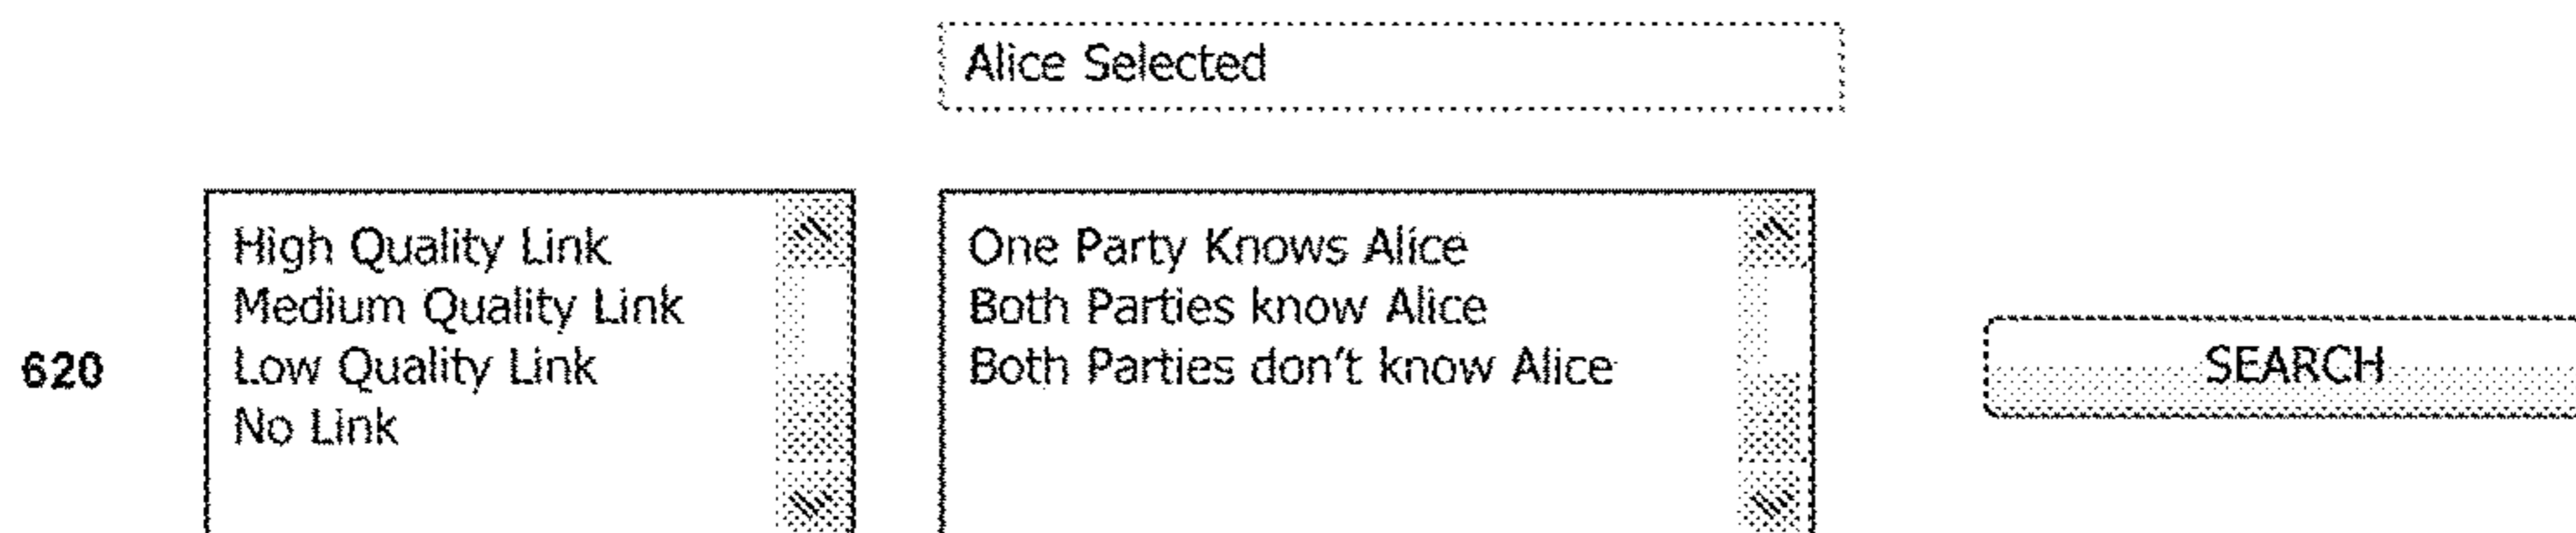 Alice Selected
High Quality Link
Medium Quality Link
Low Quality Link
No Link
One Party Knows Alice
Both Parties know Alice
Both Parties don't know Alice
620
SEARCH